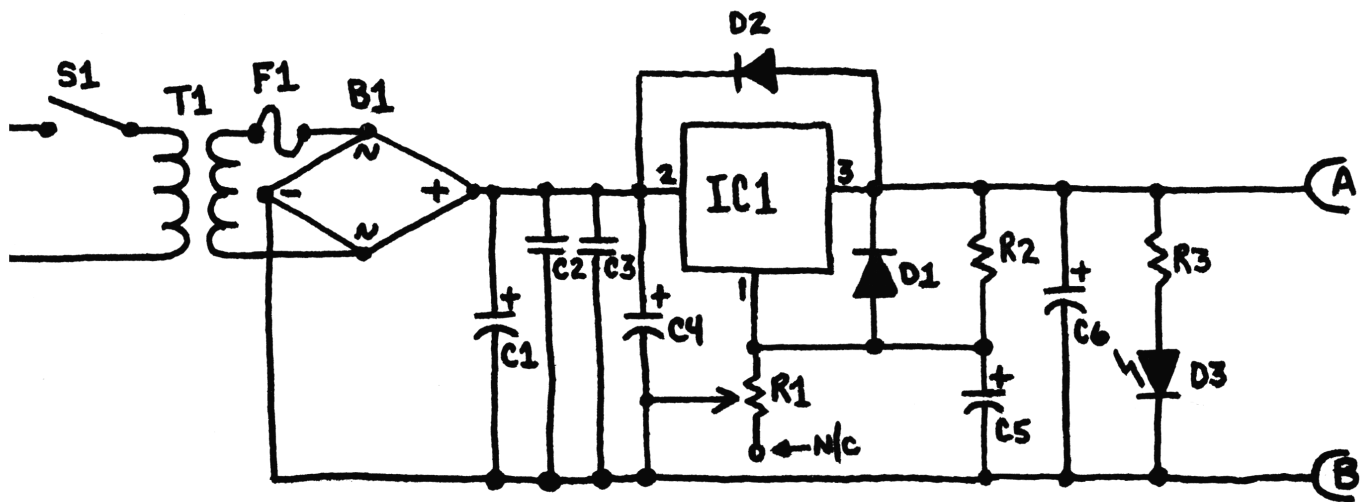 D2
S1
T1
F1
B1
~
-
+
~
2
IC1
3
A
C2
C3
+
C1
+
C4
1
D1
R2
+
C6
R3
R1
N/C
+
C5
D3
B